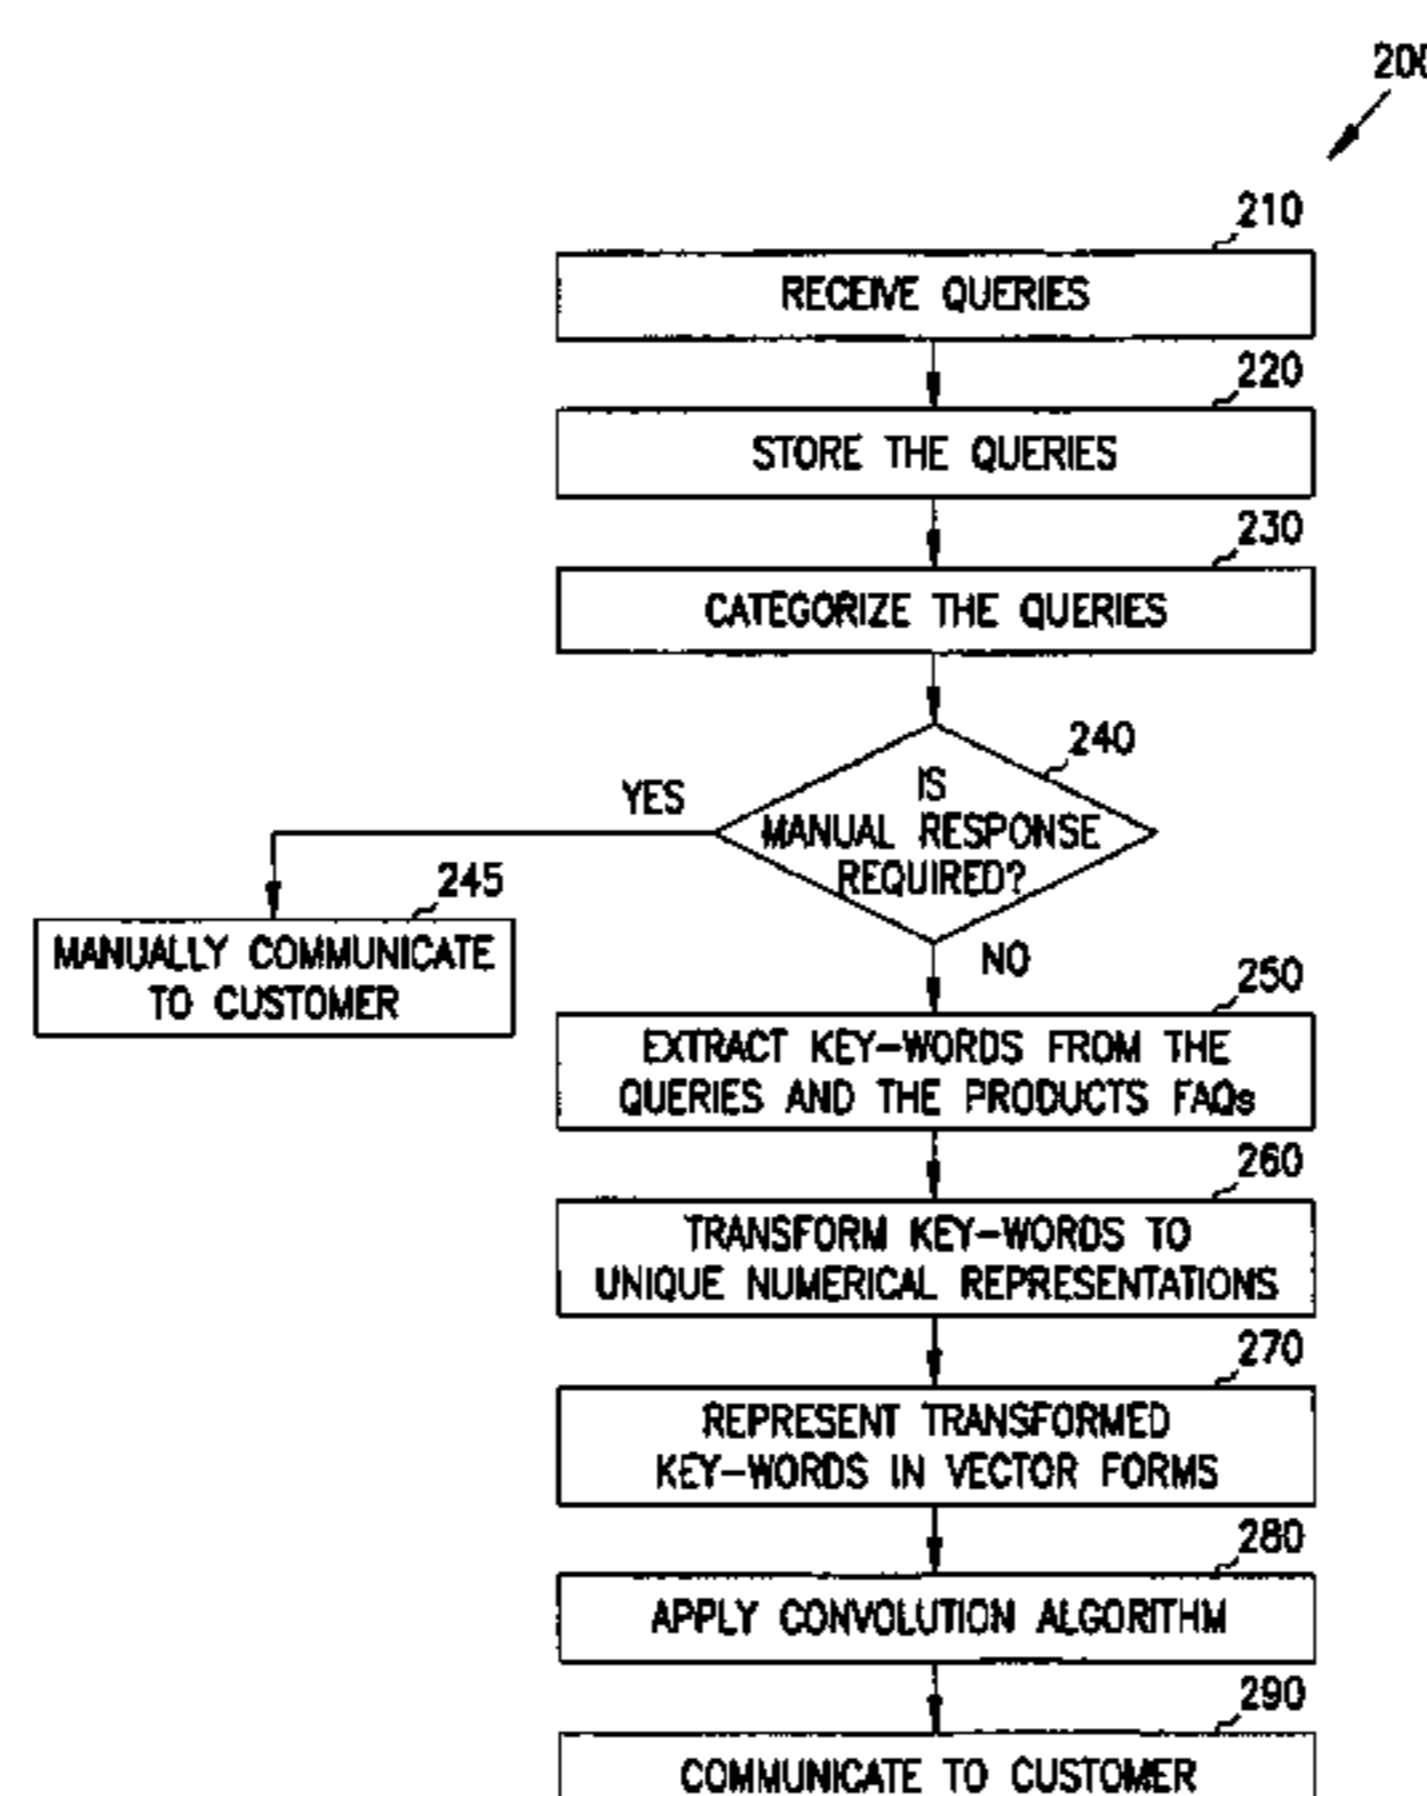 200
210
RECEIVE QUERIES
220
STORE THE QUERIES
230
CATEGORIZE THE QUERIES
240
IS
MANUAL RESPONSE
REQUIRED?
YES
245
MANUALLY COMMUNICATE
TO CUSTOMER
NO
250
EXTRACT KEY-WORDS FROM THE
QUERIES AND THE PRODUCTS FAQs
260
TRANSFORM KEY-WORDS TO
UNIQUE NUMERICAL REPRESENTATIONS
270
REPRESENT TRANSFORMED
KEY-WORDS IN VECTOR FORMS
280
APPLY CONVOLUTION ALGORITHM
290
COMMUNICATE TO CUSTOMER